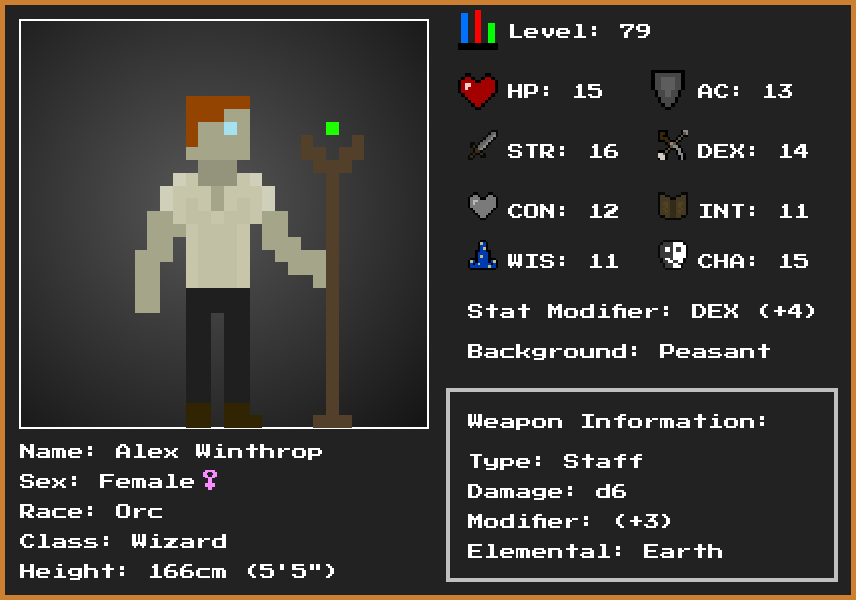 Level: 79
HP: 15
AC: 13
STR: 16
DEX: 14
CON: 12
INT: 11
WIS: 11
CHA: 15
Stat Modifier: DEX (+4)
Background: Peasant
Weapon Information:
Type: Staff
Damage: d6
Modifier: (+3)
Elemental: Earth
Name: Alex Winthrop
Sex: Female♀
Race: Orc
Class: Wizard
Height: 166cm (5'5")